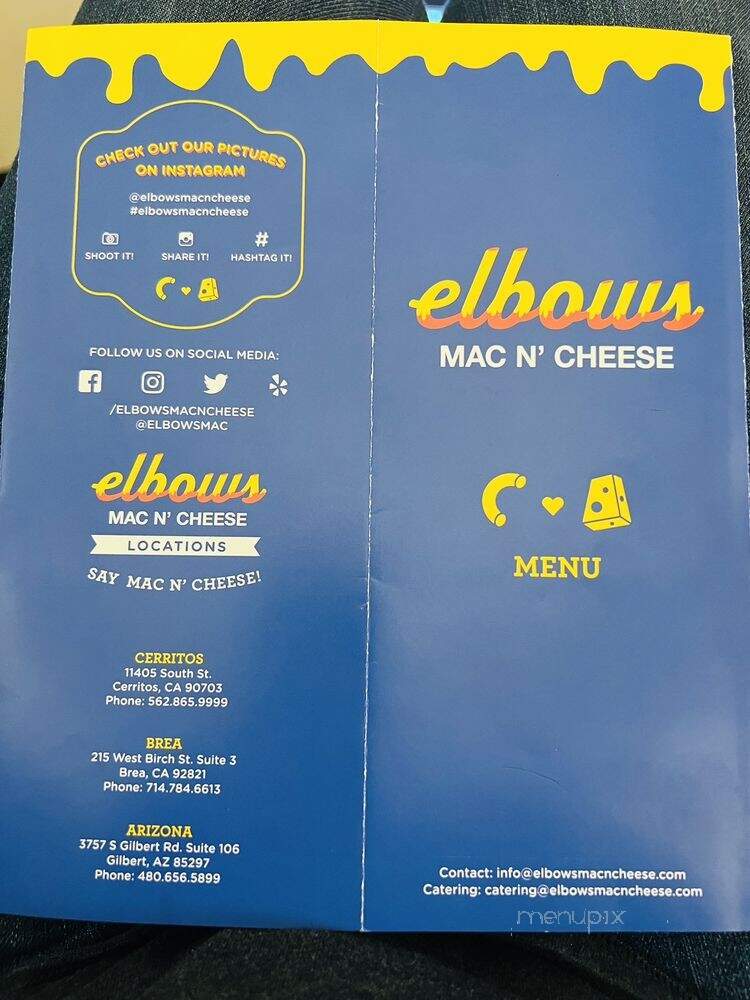 CHECK OUT OUR PICTURES
ON INSTAGRAM
@elbowsmacncheese
#elbowsmacncheese
SHOOT IT! SHARE IT! HASHTAG IT!
FOLLOW US ON SOCIAL MEDIA:
/ELBOWSMACNCHEESE
@ELBOWSMAC
elbows
MAC N' CHEESE
LOCATIONS
SAY MAC N' CHEESE!
CERRITOS
11405 South St.
Cerritos, CA 90703
Phone: 562.865.9999
BREA
215 West Birch St. Suite 3
Brea, CA 92821
Phone: 714.784.6613
ARIZONA
3757 S Gilbert Rd. Suite 106
Gilbert, AZ 85297
Phone: 480.656.5899
elbows
MAC N' CHEESE
MENU
Contact: info@elbowsmacncheese.com
Catering: catering@elbowsmacncheese.com
menupix